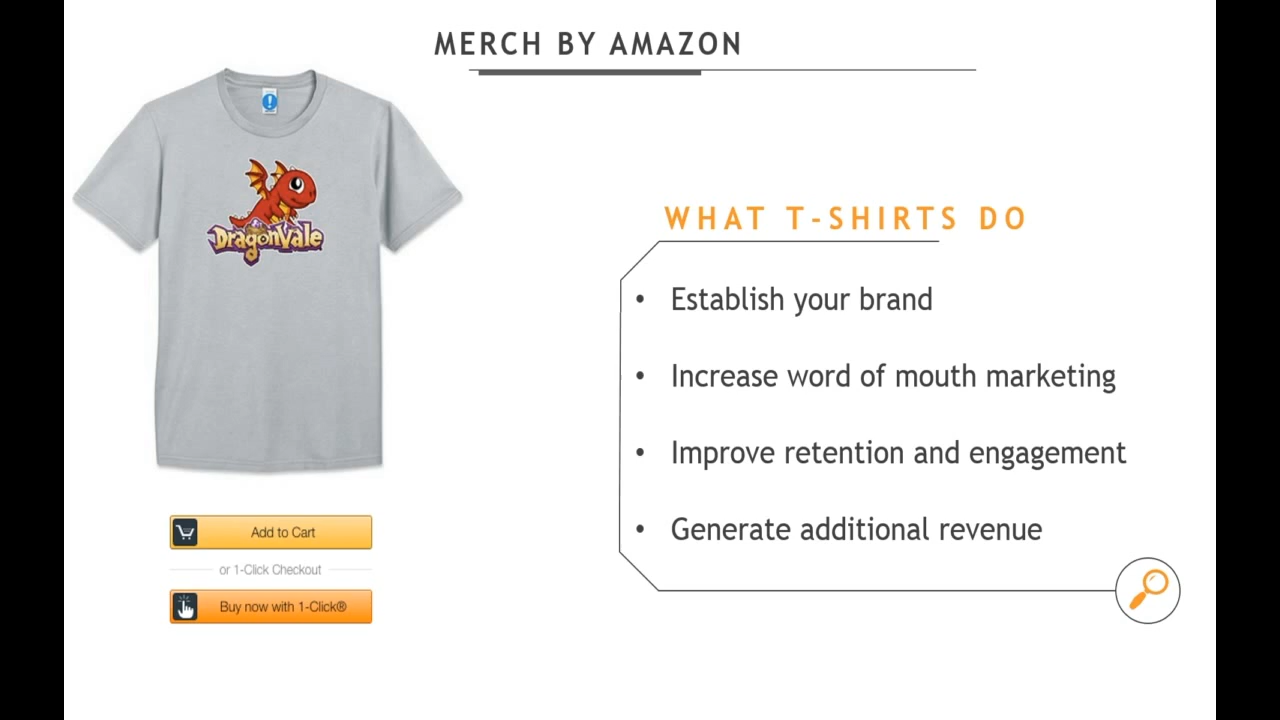 MERCH BY AMAZON
DragonVale
WHAT T-SHIRTS DO
• Establish your brand
• Increase word of mouth marketing
• Improve retention and engagement
• Generate additional revenue
Add to Cart
or 1-Click Checkout
Buy now with 1-Click®